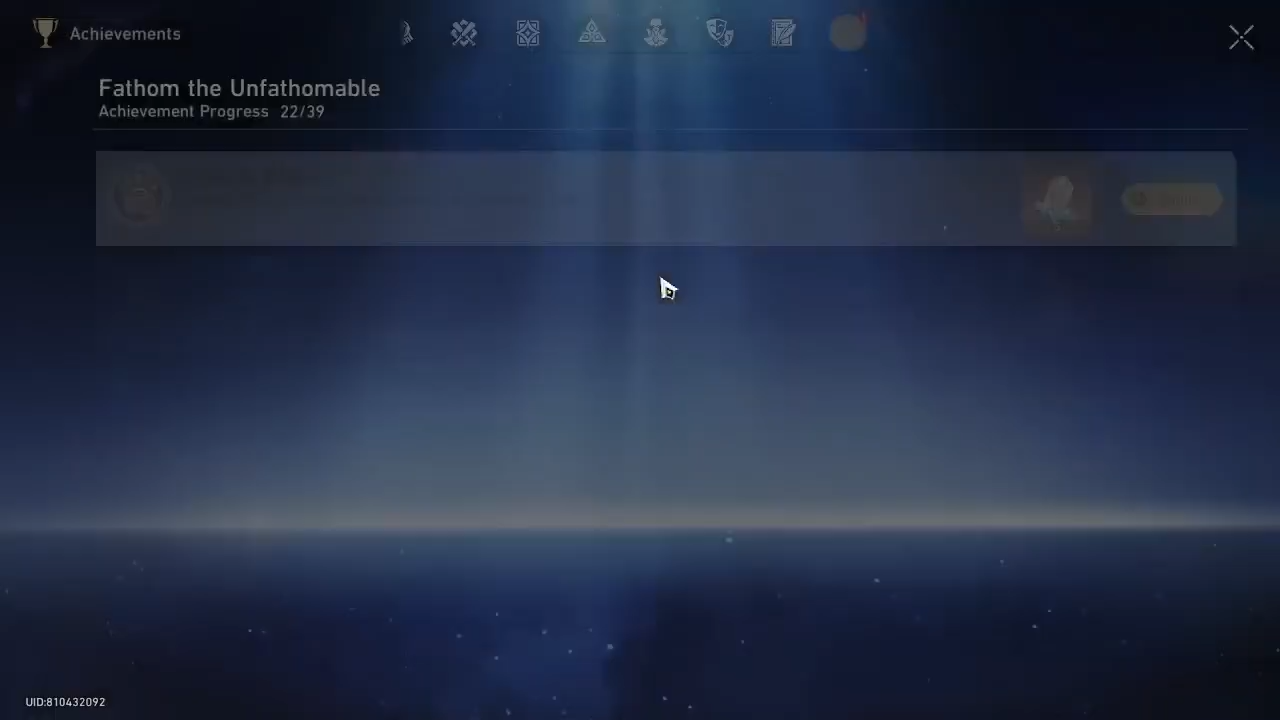 Achievements
Fathom the Unfathomable
Achievement Progress 22/39
UID:810432092